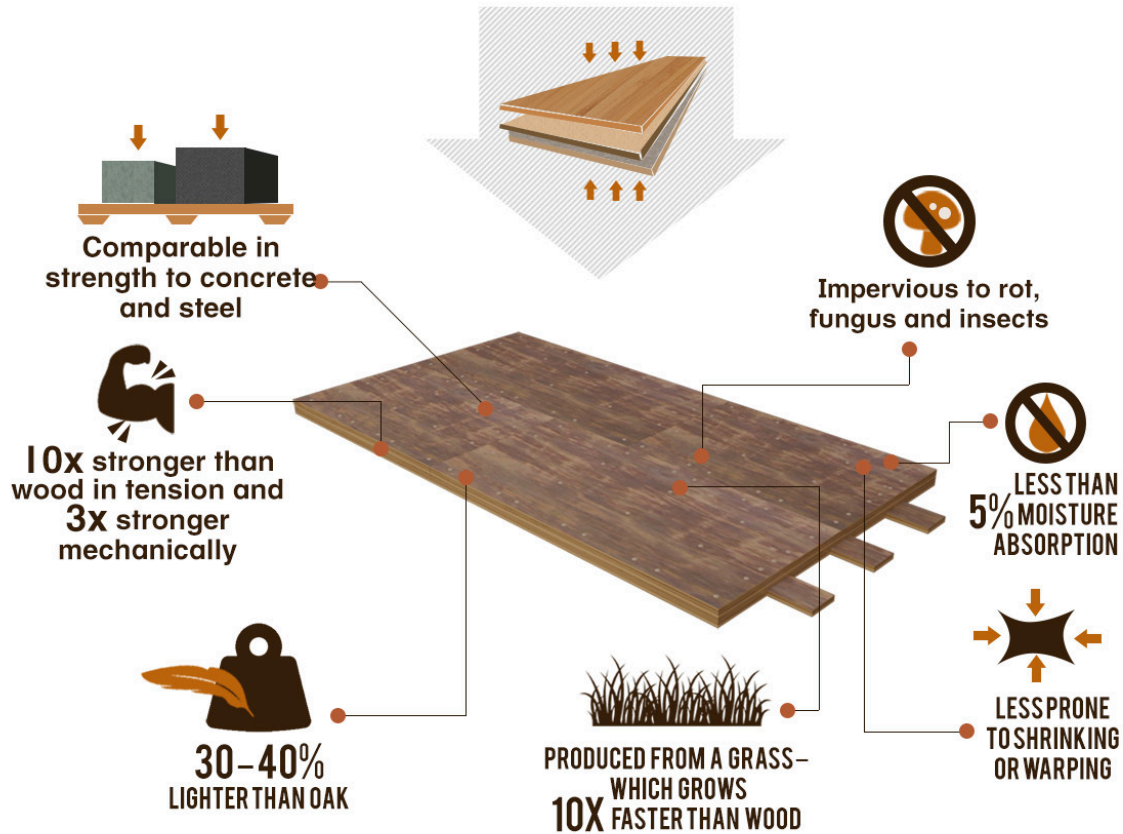 Comparable in
strength to concrete
and steel
10x stronger than
wood in tension and
3x stronger
mechanically
30–40%
LIGHTER THAN OAK
PRODUCED FROM A GRASS–
WHICH GROWS
10X FASTER THAN WOOD
Impervious to rot,
fungus and insects
LESS THAN
5% MOISTURE
ABSORPTION
LESS PRONE
TO SHRINKING
OR WARPING